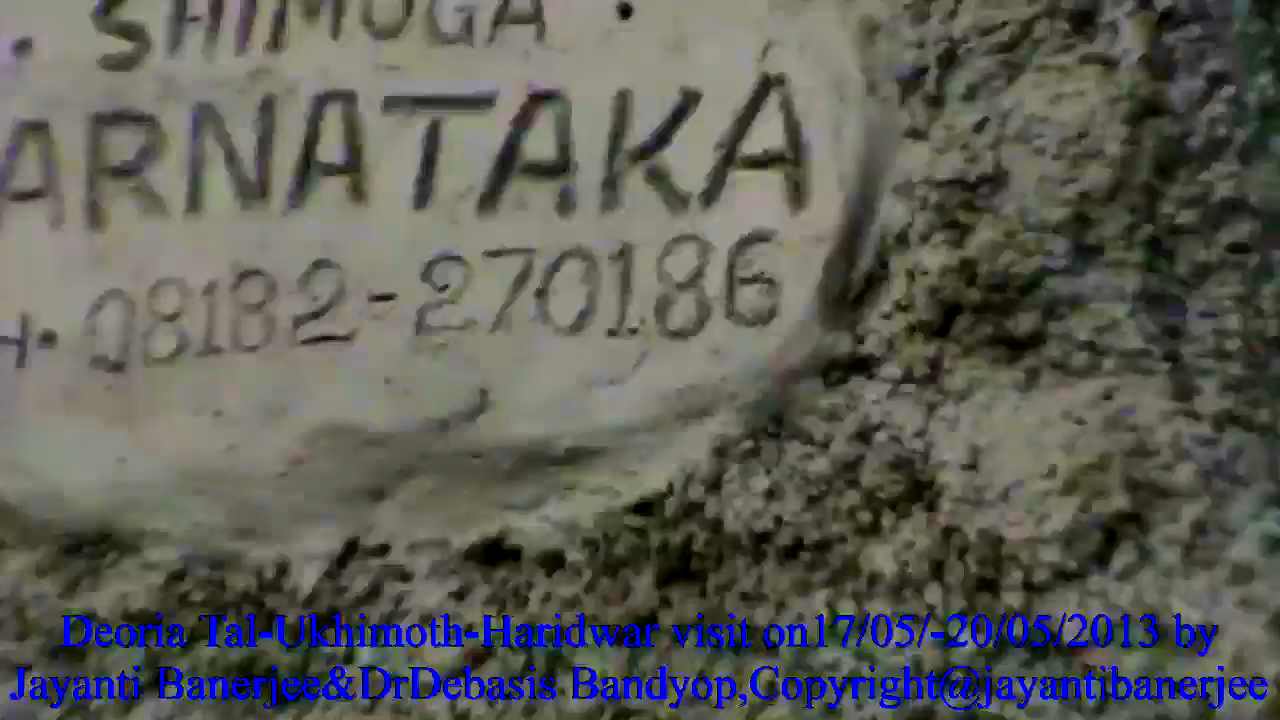 • SHIMOGA •
ARNATAKA
H• 08182-270186
Deoria Tal-Ukhimoth-Haridwar visit on17/05/-20/05/2013 by
Jayanti Banerjee&DrDebasis Bandyop,Copyright@jayantibanerjee